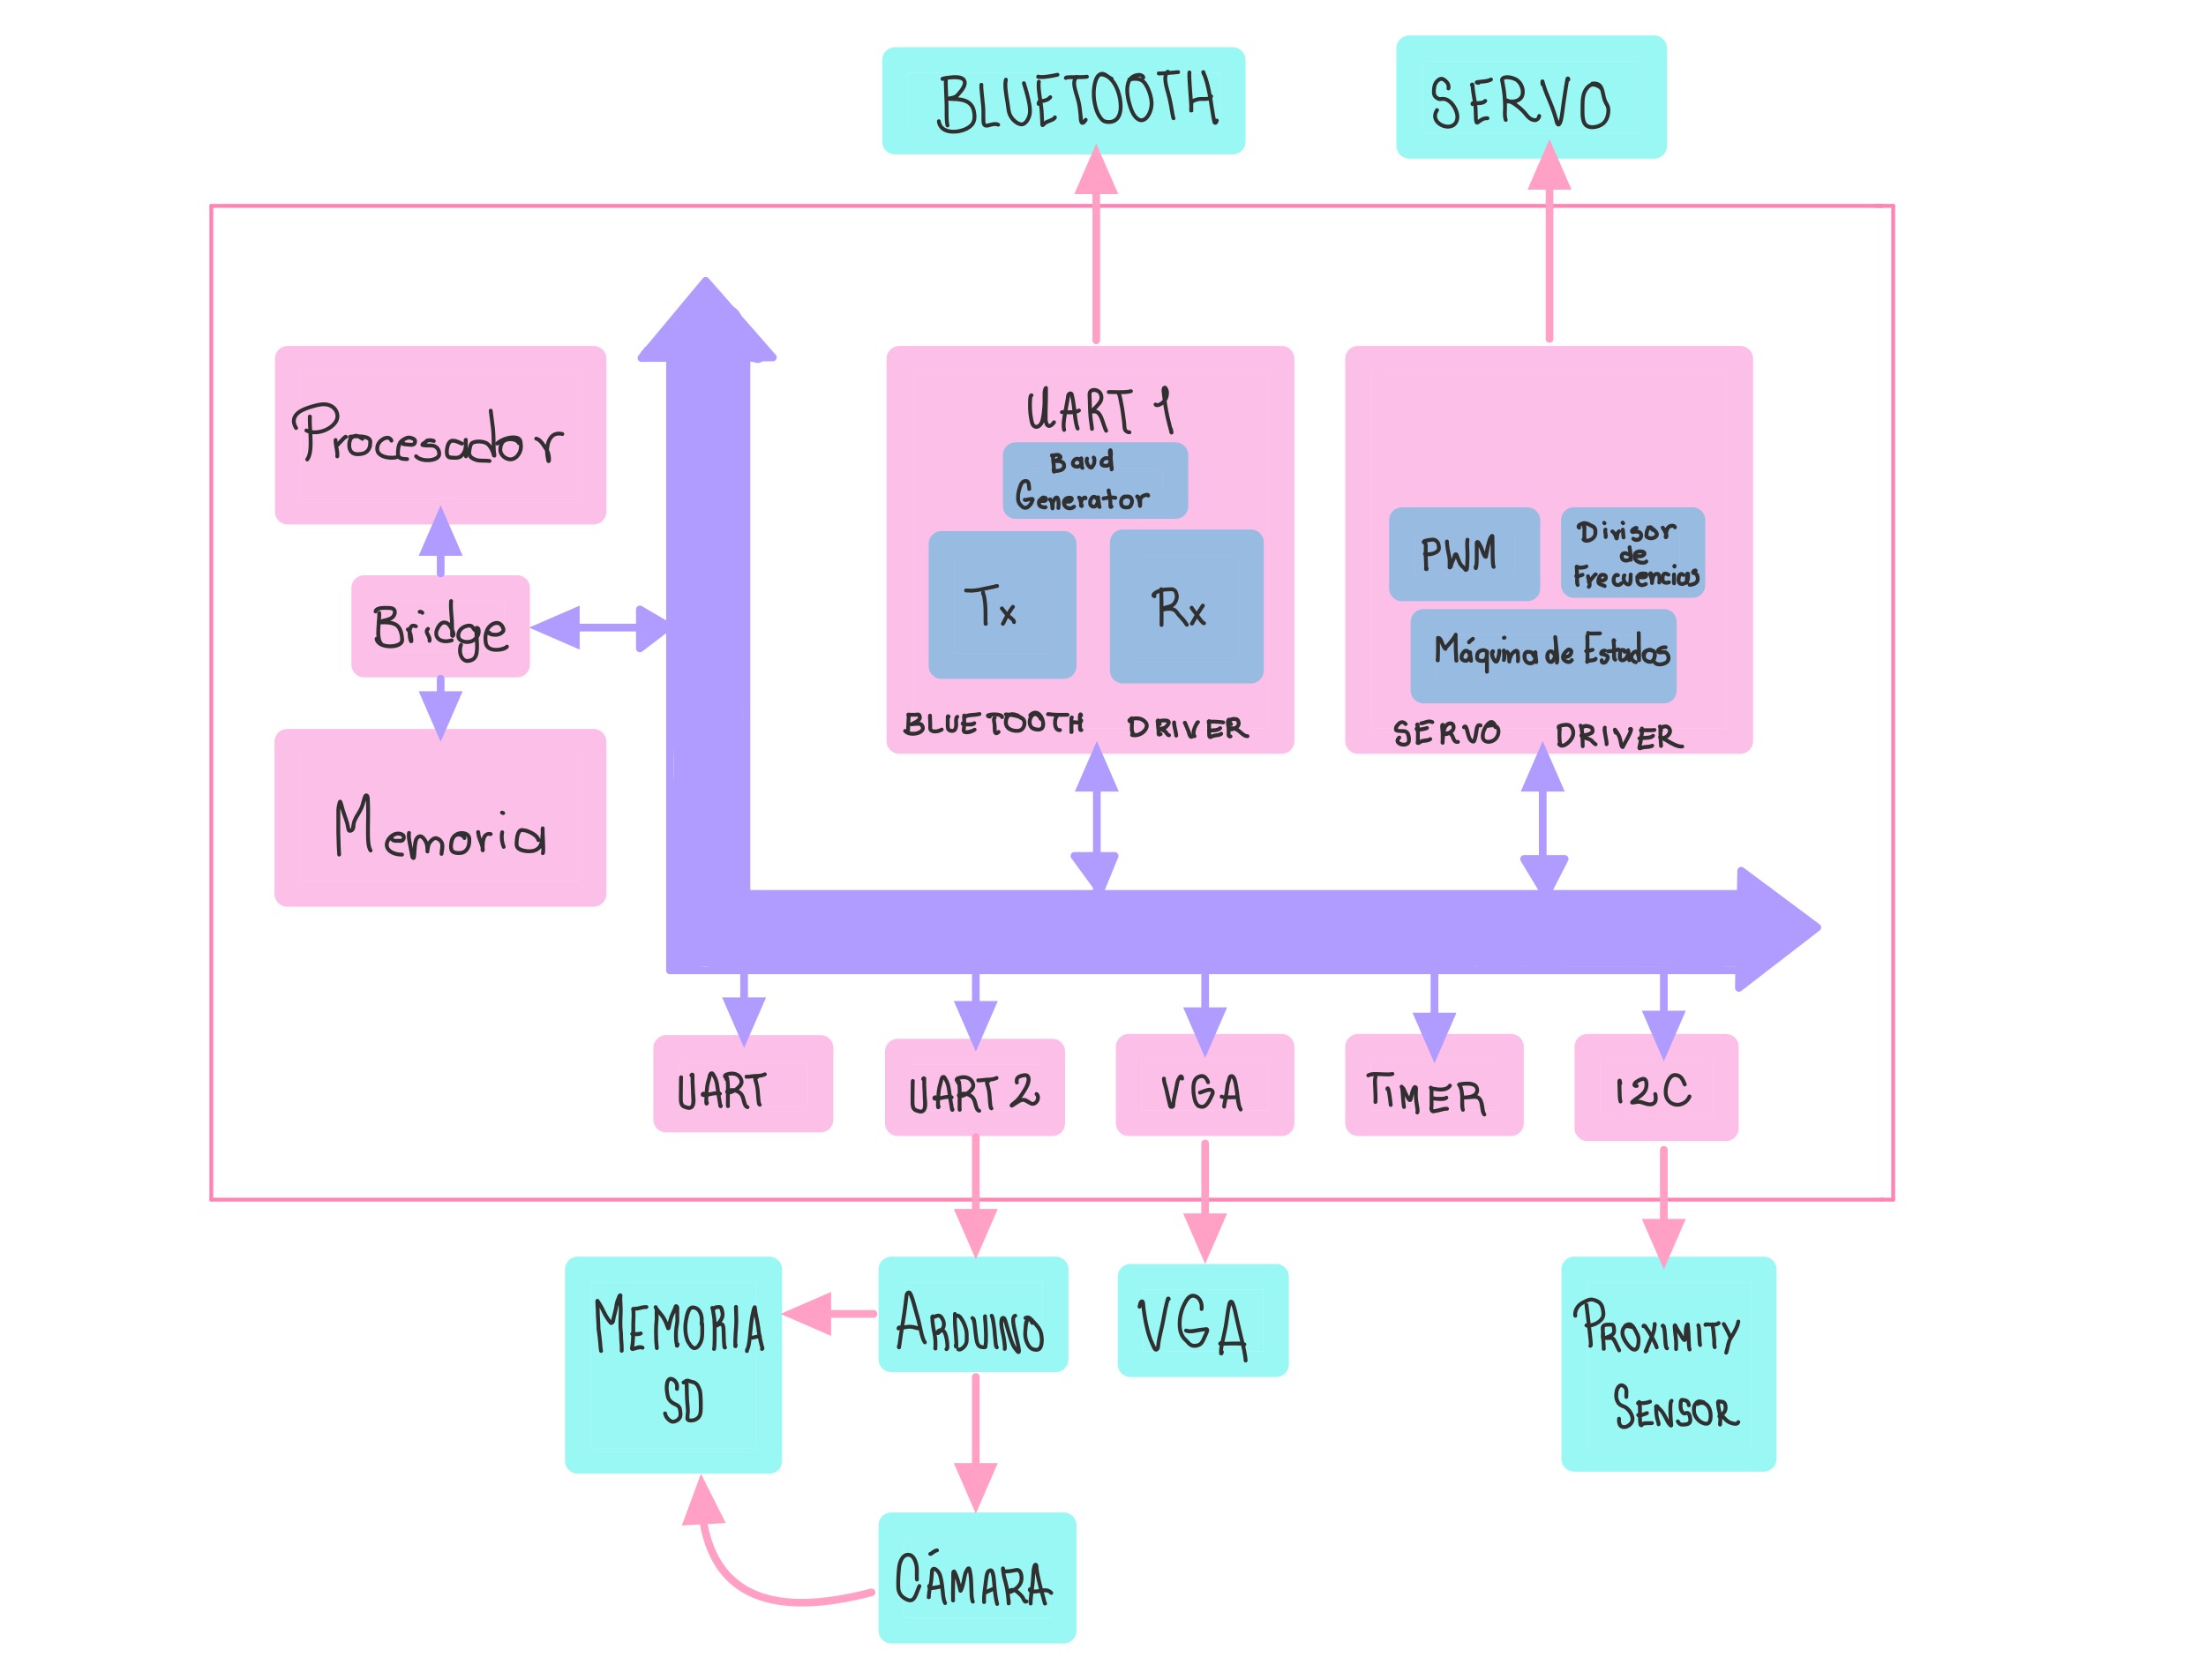 BLUETOOTH
SERVO
Procesador
Bridge
Memoria
UART 1
Baud
Generator
Tx
Rx
BLUETOOTH DRIVER
PWM
Divisor
de
Frecuencias
Máquina de Estados
SERVO DRIVER
UART
UART 2
VGA
TIMER
I2C
MEMORIA
SD
ARDUINO
VGA
PROXIMITY
SENSOR
CÁMARA